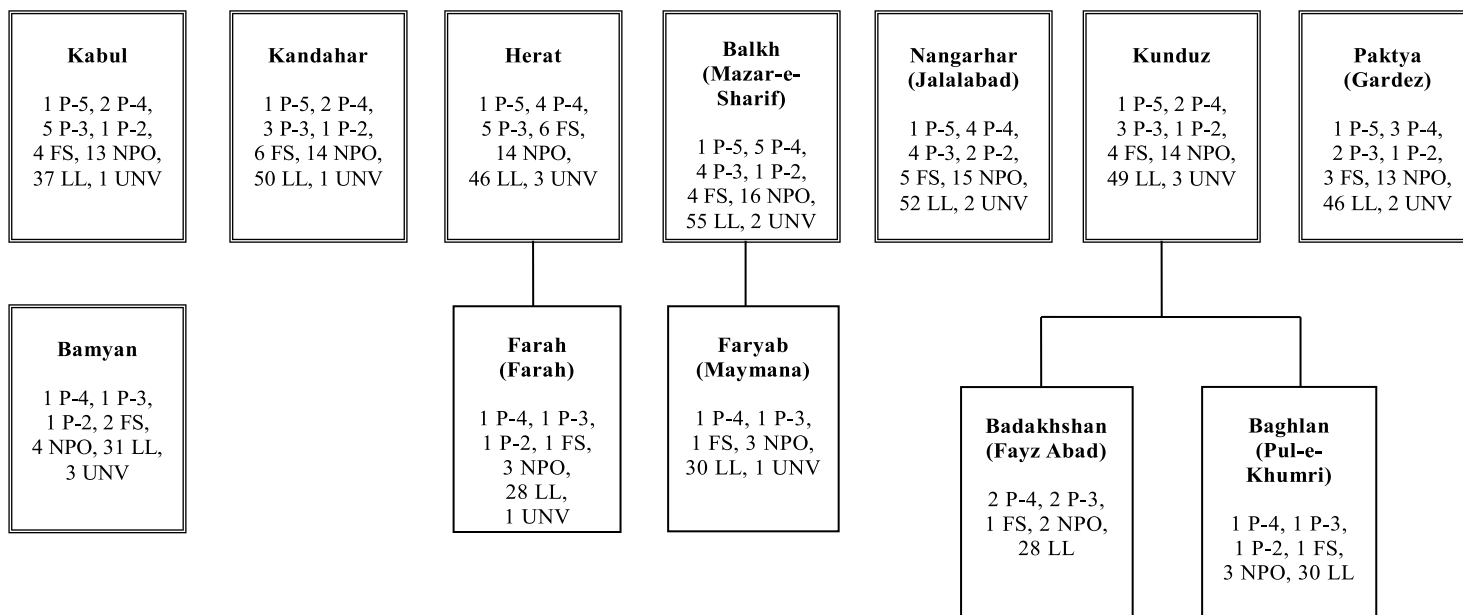 Kabul
1 P-5, 2 P-4,
5 P-3, 1 P-2,
4 FS, 13 NPO,
37 LL, 1 UNV
Kandahar
1 P-5, 2 P-4,
3 P-3, 1 P-2,
6 FS, 14 NPO,
50 LL, 1 UNV
Herat
1 P-5, 4 P-4,
5 P-3, 6 FS,
14 NPO,
46 LL, 3 UNV
Balkh
(Mazar-e-
Sharif)
1 P-5, 5 P-4,
4 P-3, 1 P-2,
4 FS, 16 NPO,
55 LL, 2 UNV
Nangarhar
(Jalalabad)
1 P-5, 4 P-4,
4 P-3, 2 P-2,
5 FS, 15 NPO,
52 LL, 2 UNV
Kunduz
1 P-5, 2 P-4,
3 P-3, 1 P-2,
4 FS, 14 NPO,
49 LL, 3 UNV
Paktya
(Gardez)
1 P-5, 3 P-4,
2 P-3, 1 P-2,
3 FS, 13 NPO,
46 LL, 2 UNV
Bamyan
1 P-4, 1 P-3,
1 P-2, 2 FS,
4 NPO, 31 LL,
3 UNV
Farah
(Farah)
1 P-4, 1 P-3,
1 P-2, 1 FS,
3 NPO,
28 LL,
1 UNV
Faryab
(Maymana)
1 P-4, 1 P-3,
1 FS, 3 NPO,
30 LL, 1 UNV
Badakhshan
(Fayz Abad)
2 P-4, 2 P-3,
1 FS, 2 NPO,
28 LL
Baghlan
(Pul-e-
Khumri)
1 P-4, 1 P-3,
1 P-2, 1 FS,
3 NPO, 30 LL